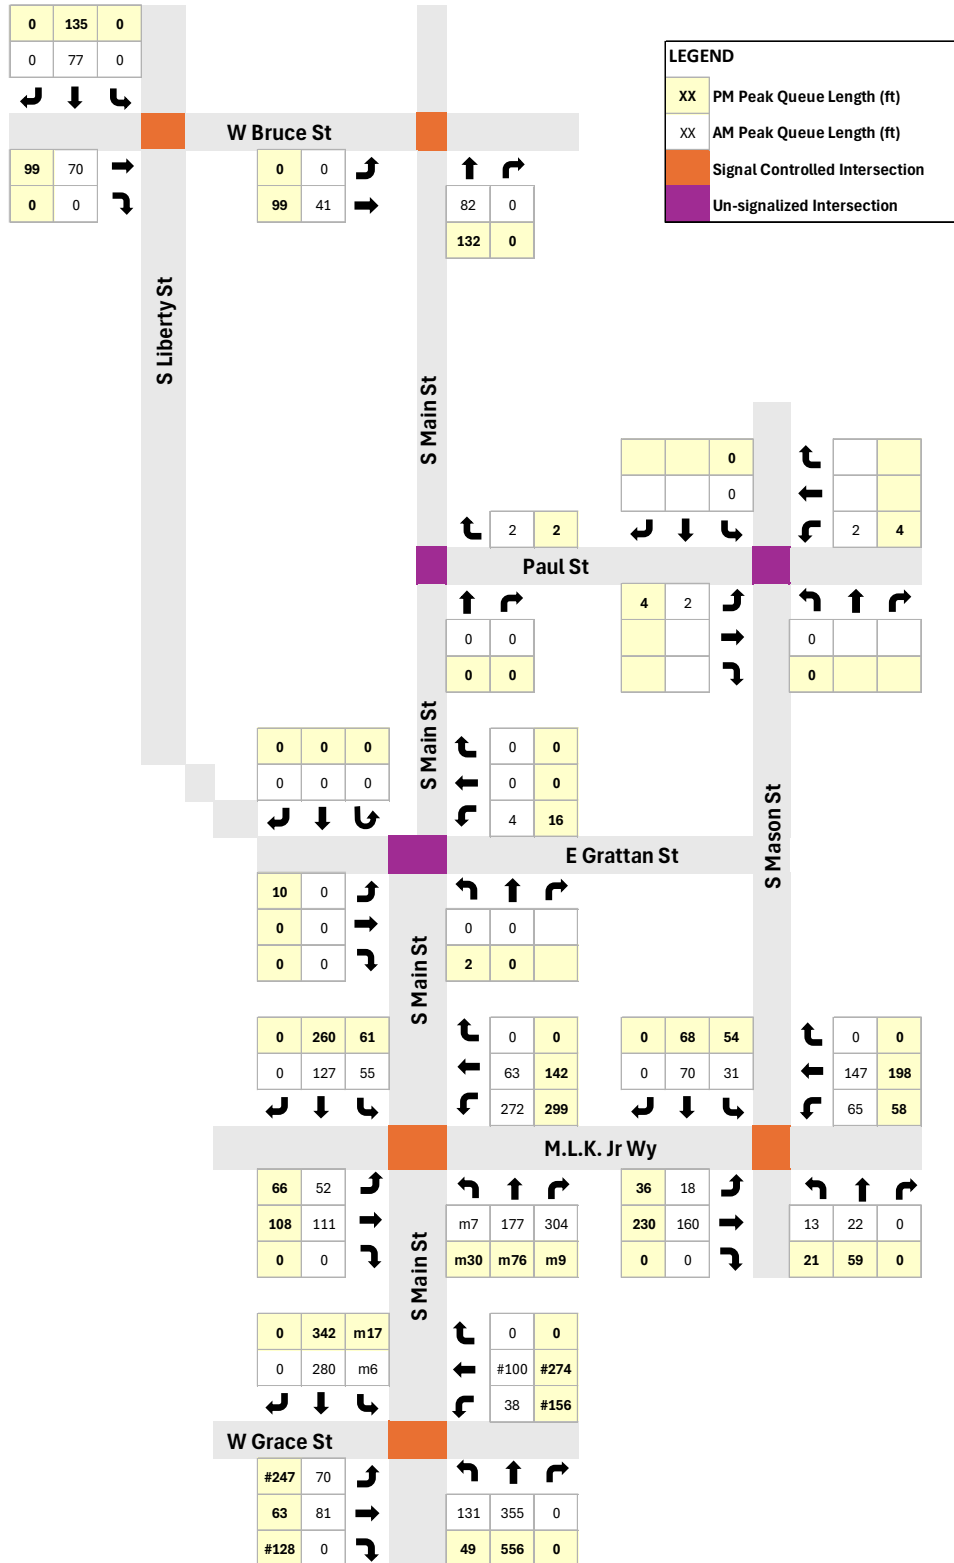 0 135 0
0 77 0
LEGEND
XX PM Peak Queue Length (ft)
XX AM Peak Queue Length (ft)
Signal Controlled Intersection
Un-signalized Intersection
W Bruce St
99 70
0 0
0 0
99 41
82 0
132 0
S Liberty St
S Main St
0
0
2 4
2 2
Paul St
0 0
0 0
4 2
0
0
S Main St
0 0 0
0 0 0
0 0
0 0
4 16
S Mason St
E Grattan St
10 0
0 0
0 0
0 0
2 0
S Main St
0 260 61
0 127 55
0 0
63 142
272 299
0 68 54
0 70 31
0 0
147 198
65 58
M.L.K. Jr Wy
66 52
108 111
0 0
m7 177 304
m30 m76 m9
36 18
230 160
0 0
13 22 0
21 59 0
S Main St
0 342 m17
0 280 m6
0 0
#100 #274
38 #156
W Grace St
#247 70
63 81
#128 0
131 355 0
49 556 0